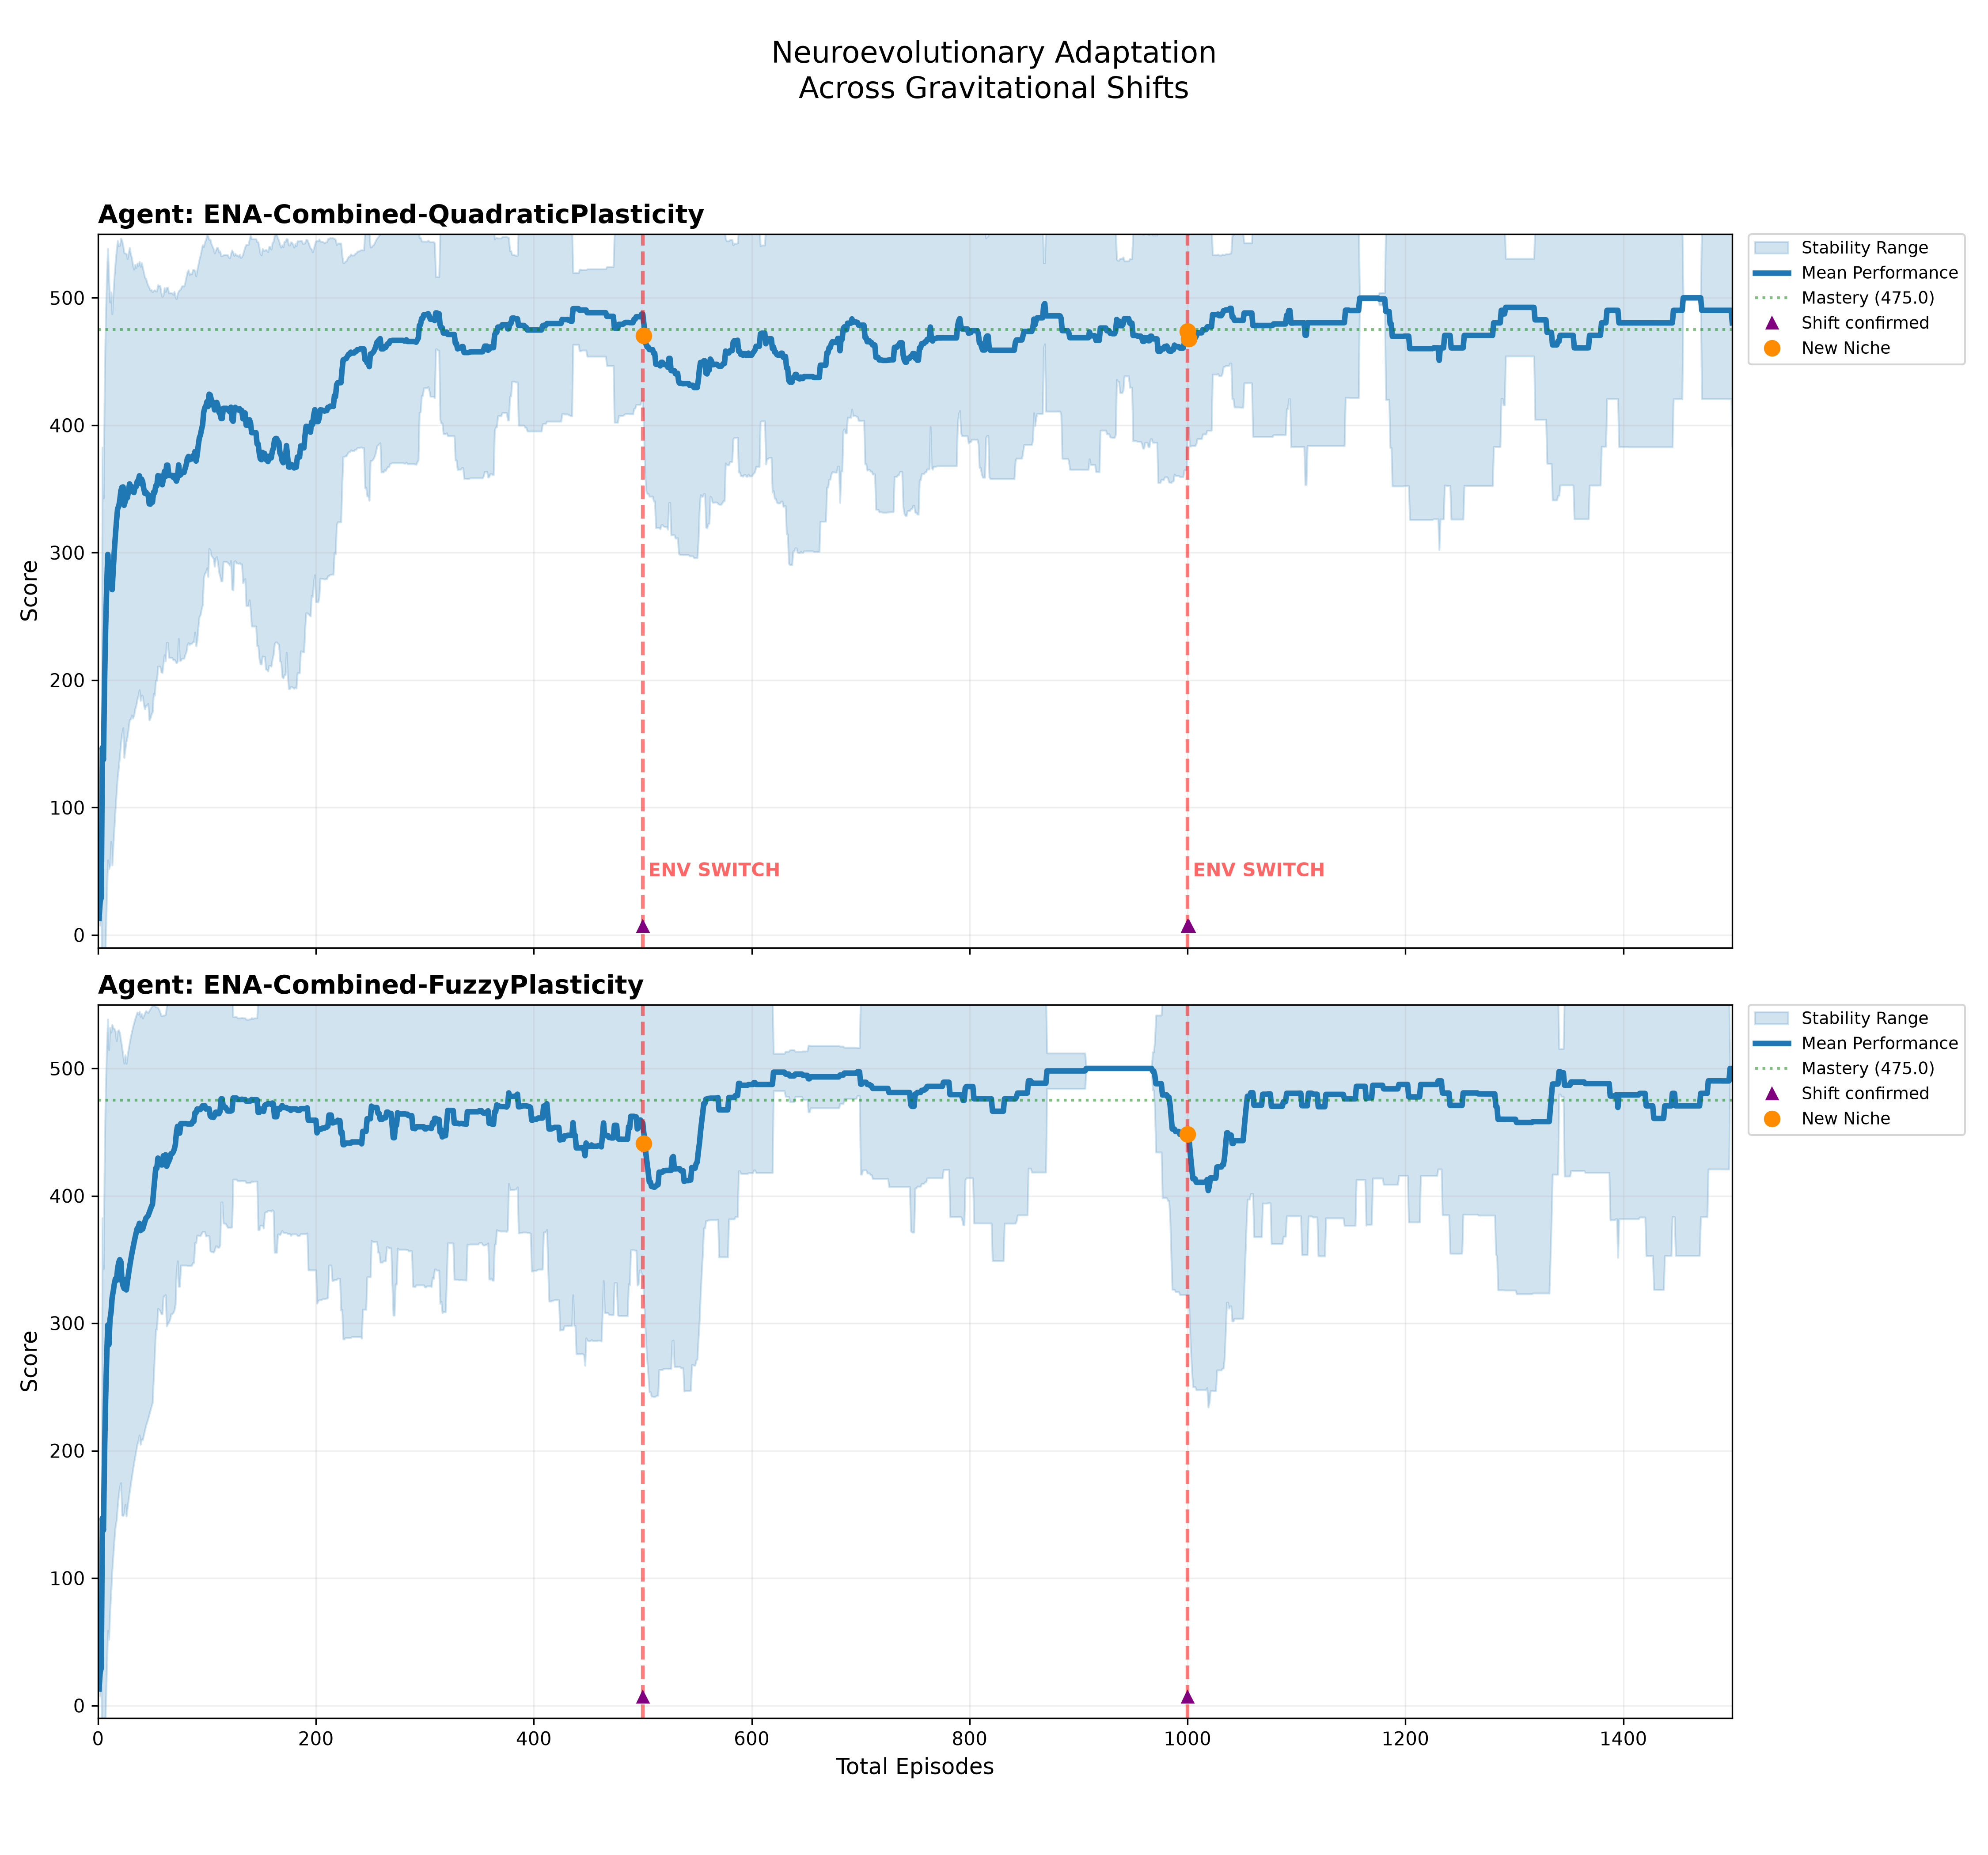 Neuroevolutionary Adaptation
Across Gravitational Shifts
Agent: ENA-Combined-QuadraticPlasticity
Stability Range
Mean Performance
Mastery (475.0)
Shift confirmed
New Niche
500
400
300
200
100
0
Score
ENV SWITCH
ENV SWITCH
Agent: ENA-Combined-FuzzyPlasticity
Stability Range
Mean Performance
Mastery (475.0)
Shift confirmed
New Niche
500
400
300
200
100
0
Score
0 200 400 600 800 1000 1200 1400
Total Episodes